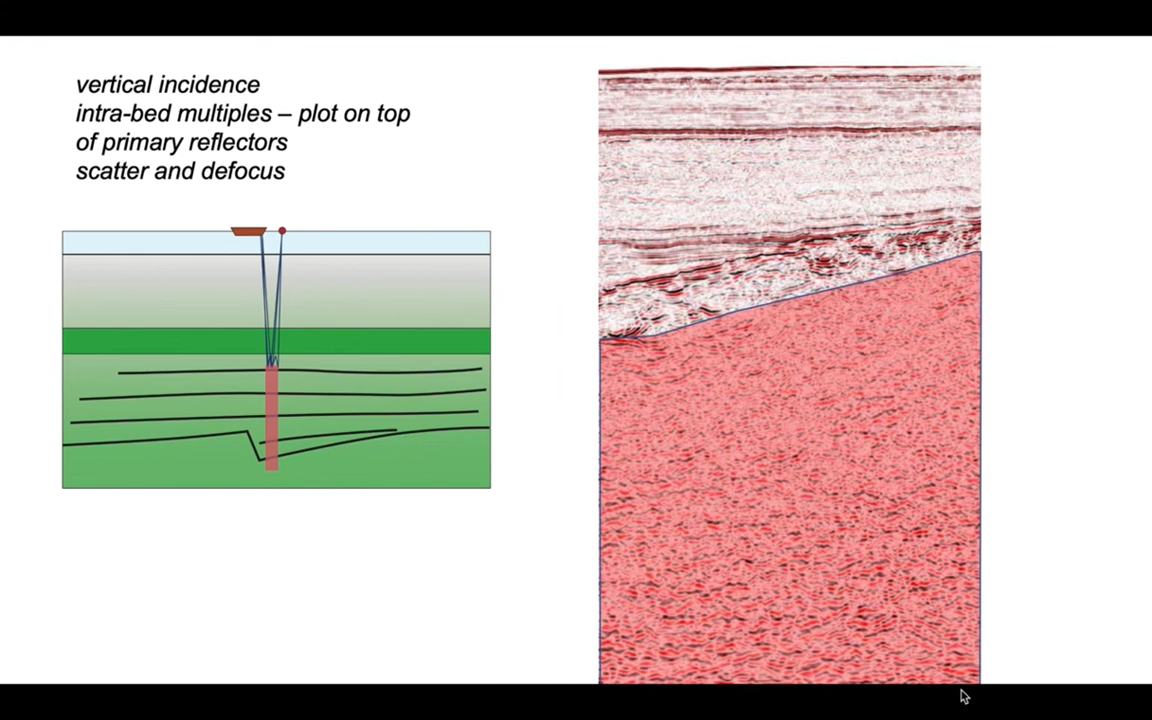 vertical incidence
intra-bed multiples – plot on top
of primary reflectors
scatter and defocus